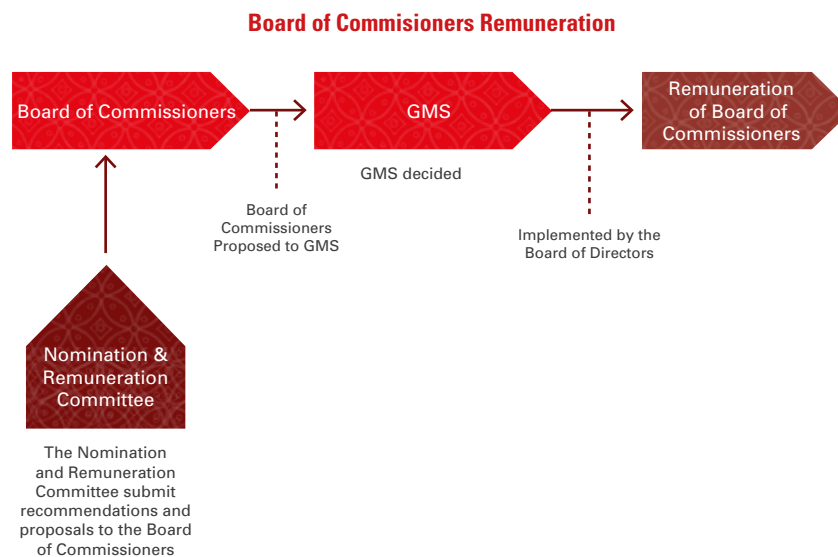 Board of Commisioners Remuneration
Board of Commissioners
GMS
Remuneration
of Board of
Commissioners
GMS decided
Board of
Commissioners
Proposed to GMS
Implemented by the
Board of Directors
Nomination &
Remuneration
Committee
The Nomination
and Remuneration
Committee submit
recommendations and
proposals to the Board
of Commissioners